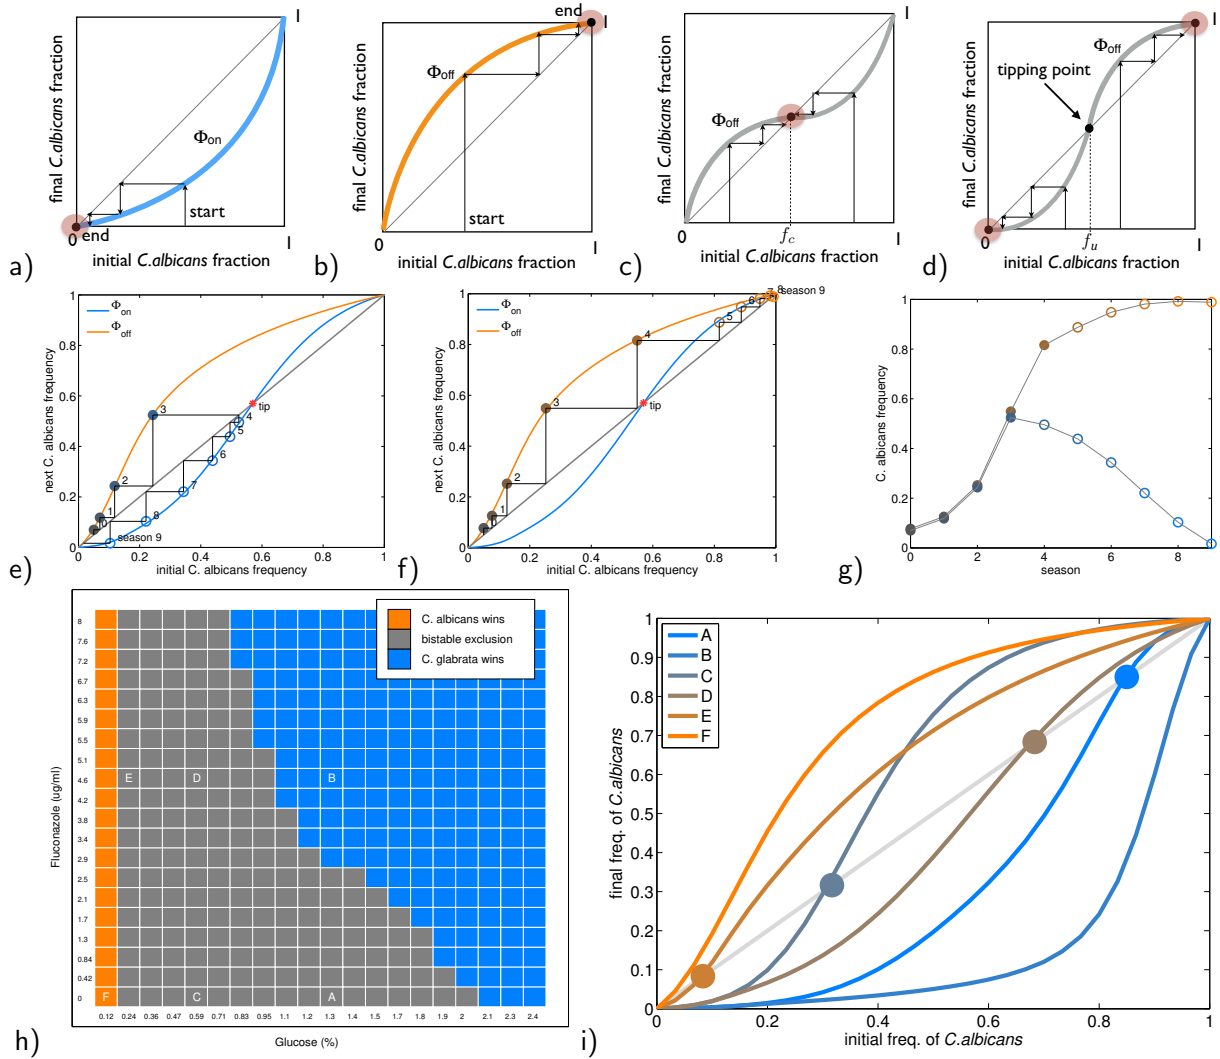 final C.albicans fraction
I
Φon
start
end
0
I
initial C.albicans fraction
a)
final C.albicans fraction
end
I
Φoff
start
0
I
initial C.albicans fraction
b)
final C.albicans fraction
I
Φoff
0
fc
I
initial C.albicans fraction
c)
final C.albicans fraction
I
Φoff
tipping point
0
fu
I
initial C.albicans fraction
d)
next C. albicans frequency
Φon
Φoff
1
0.8
0.6
0.4
0.2
0
0
1
2
3
tip
4
5
6
7
8
season 9
0 0.2 0.4 0.6 0.8 1
initial C. albicans frequency
e)
next C. albicans frequency
Φon
Φoff
1
0.8
0.6
0.4
0.2
0
1
2
3
tip
4
5
6
7
8
season 9
0 0.2 0.4 0.6 0.8 1
initial C. albicans frequency
f)
C. albicans frequency
1
0.8
0.6
0.4
0.2
0
0 2 4 6 8
season
g)
C. albicans wins
bistable exclusion
C. glabrata wins
Fluconazole (ug/ml)
8
7.6
7.2
6.7
6.3
5.9
5.5
5.1
4.6
4.2
3.8
3.4
2.9
2.5
2.1
1.7
1.3
0.84
0.42
0
E D B
F C A
0.12 0.24 0.36 0.47 0.59 0.71 0.83 0.95 1.1 1.2 1.3 1.4 1.5 1.7 1.8 1.9 2 2.1 2.3 2.4
Glucose (%)
h)
final freq. of C.albicans
A
B
C
D
E
F
1
0.9
0.8
0.7
0.6
0.5
0.4
0.3
0.2
0.1
0
0 0.2 0.4 0.6 0.8 1
initial freq. of C.albicans
i)